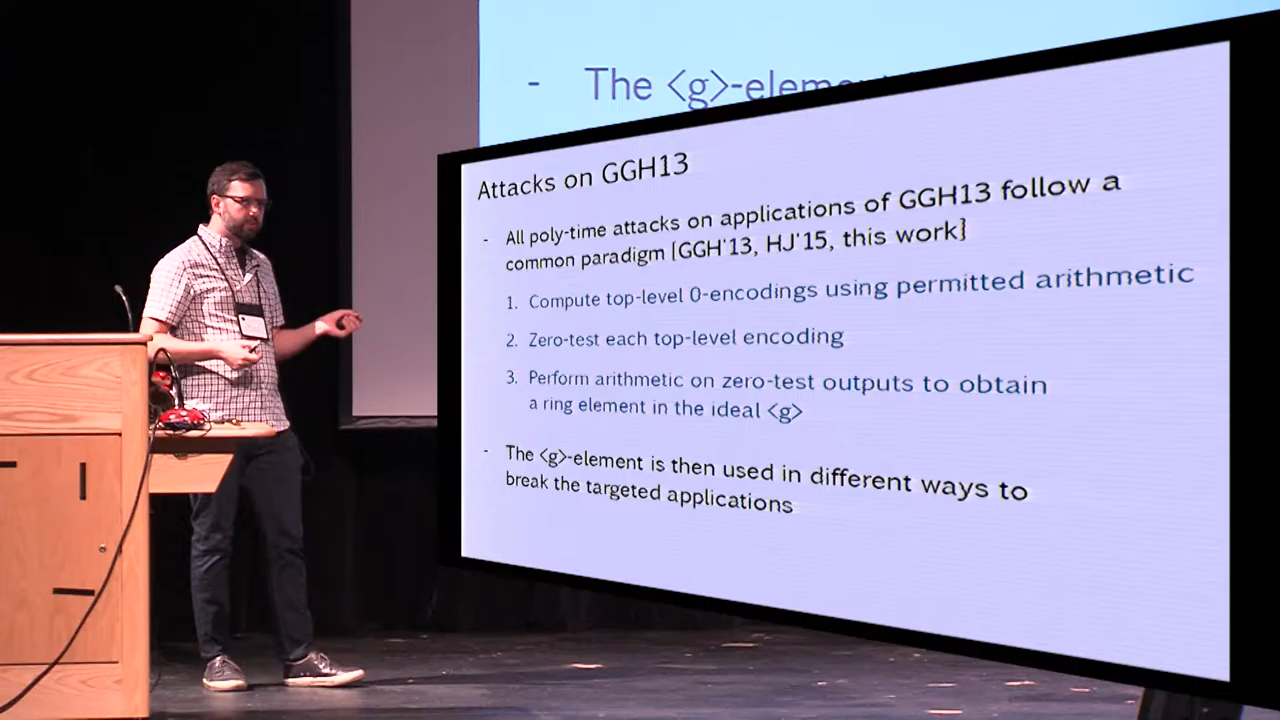 - The <g>-elem
Attacks on GGH13
- All poly-time attacks on applications of GGH13 follow a
common paradigm [GGH'13, HJ'15, this work}
1. Compute top-level 0-encodings using permitted arithmetic
2. Zero-test each top-level encoding
3. Perform arithmetic on zero-test outputs to obtain
a ring element in the ideal <g>
- The <g>-element is then used in different ways to
break the targeted applications